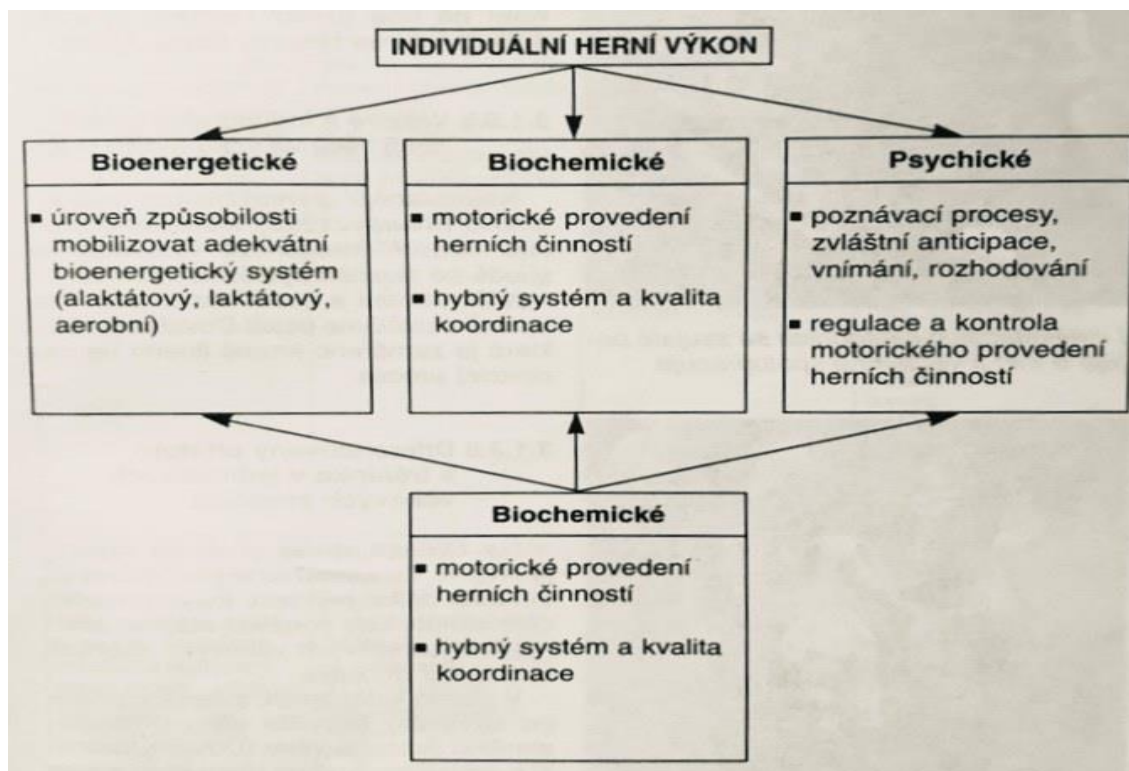 INDIVIDUÁLNÍ HERNÍ VÝKON
Bioenergetické
▪ úroveň způsobilosti
mobilizovat adekvátní
bioenergetický systém
(alaktátový, laktátový,
aerobní)
Biochemické
▪ motorické provedení
herních činností
▪ hybný systém a kvalita
koordinace
Psychické
▪ poznávací procesy,
zvláštní anticipace,
vnímání, rozhodování
▪ regulace a kontrola
motorického provedení
herních činností
Biochemické
▪ motorické provedení
herních činností
▪ hybný systém a kvalita
koordinace